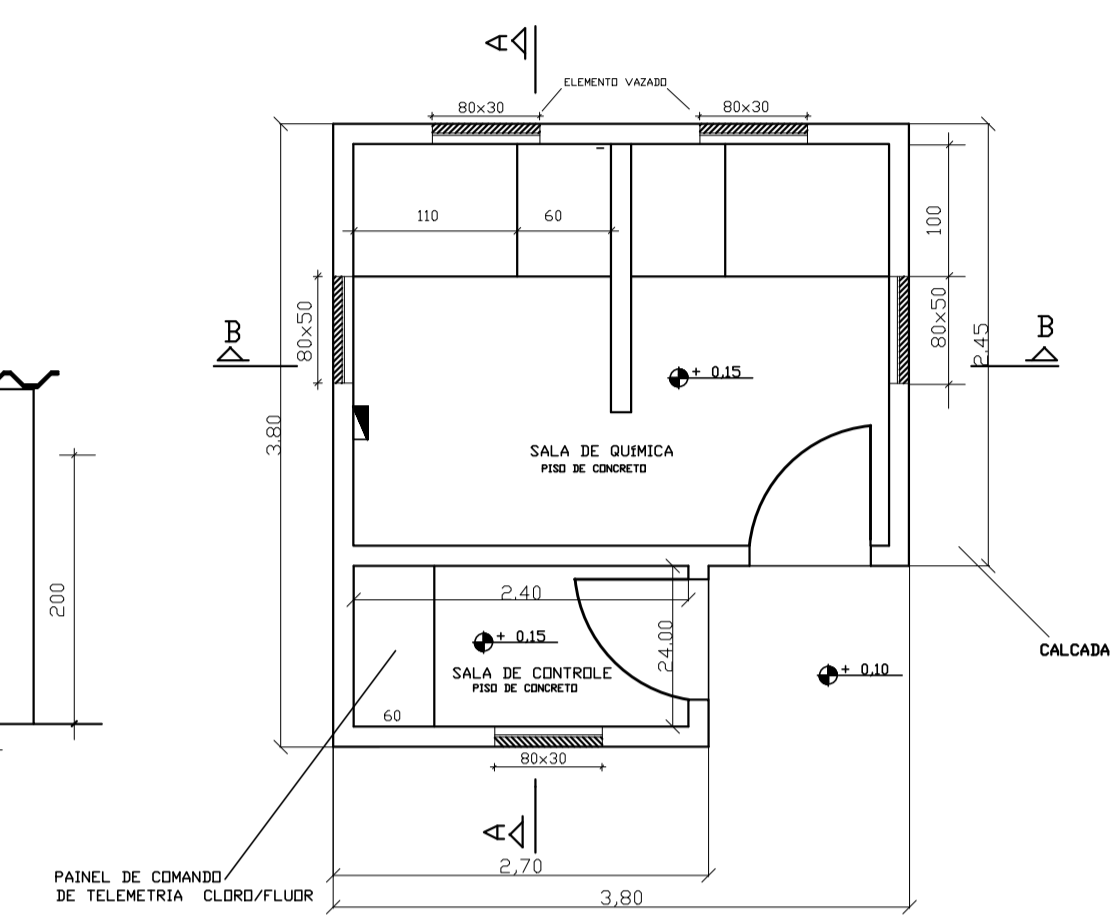 A
ELEMENTO VAZADO
80x30
80x30
110
60
100
80x50
80x50
B
B
2,45
+ 0,15
3,80
SALA DE QUÍMICA
PISO DE CONCRETO
200
2,40
+ 0,15
24.00
SALA DE CONTROLE
PISO DE CONCRETO
+ 0,10
CALCADA
60
80x30
A
2,70
3,80
PAINEL DE COMANDO
DE TELEMETRIA CLORO/FLUOR